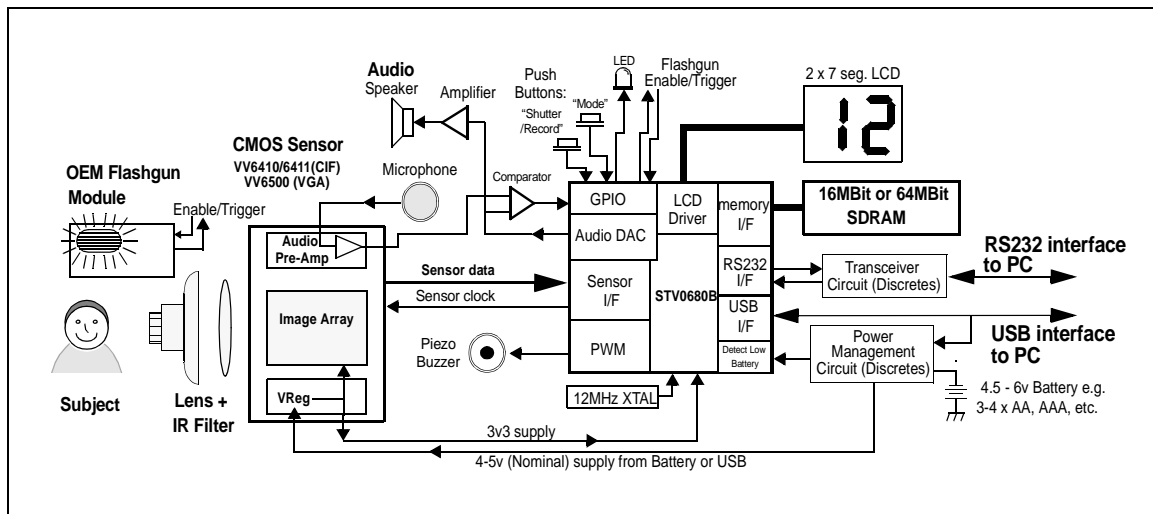 LED
Flashgun
Enable/Trigger
2 x 7 seg. LCD
12
Push
Buttons:
"Mode"
"Shutter
/Record"
Audio
Speaker
Amplifier
CMOS Sensor
VV6410/6411(CIF)
VV6500 (VGA)
Microphone
Comparator
OEM Flashgun
Module
Enable/Trigger
GPIO
LCD
Driver
memory
I/F
16MBit or 64MBit
SDRAM
Audio
Pre-Amp
Audio DAC
RS232
I/F
Transceiver
Circuit (Discretes)
RS232 interface
to PC
Sensor data
Sensor
I/F
STV0680B
Sensor clock
Image Array
USB
I/F
USB interface
to PC
Piezo
Buzzer
PWM
Detect Low
Battery
Power
Management
Circuit (Discretes)
4.5 - 6v Battery e.g.
3-4 x AA, AAA, etc.
VReg
12MHz XTAL
Subject
Lens +
IR Filter
3v3 supply
4-5v (Nominal) supply from Battery or USB